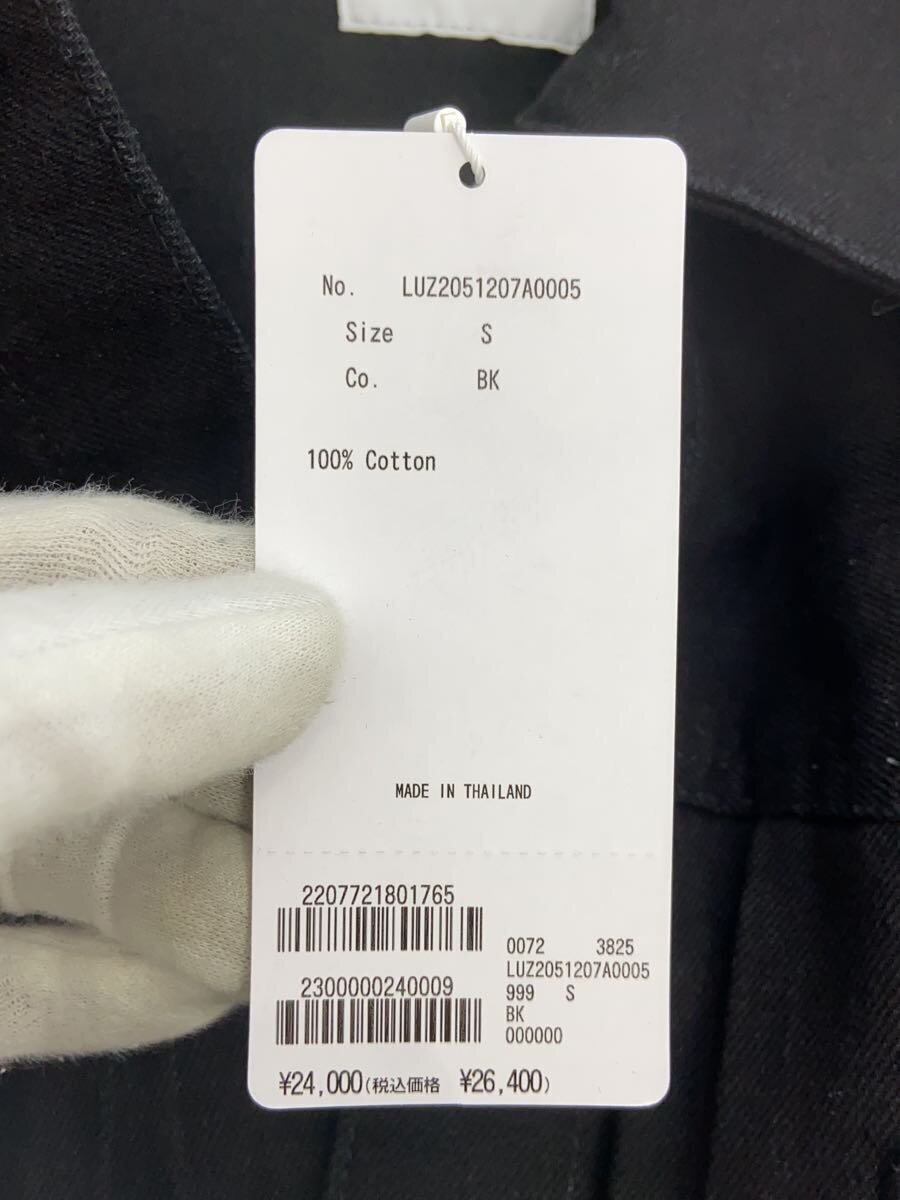 No. LUZ2051207A0005
Size S
Co. BK
100% Cotton
MADE IN THAILAND
2207721801765
2300000240009
0072 3825
LUZ2051207A0005
999 S
BK
000000
¥24,000(税込価格 ¥26,400)